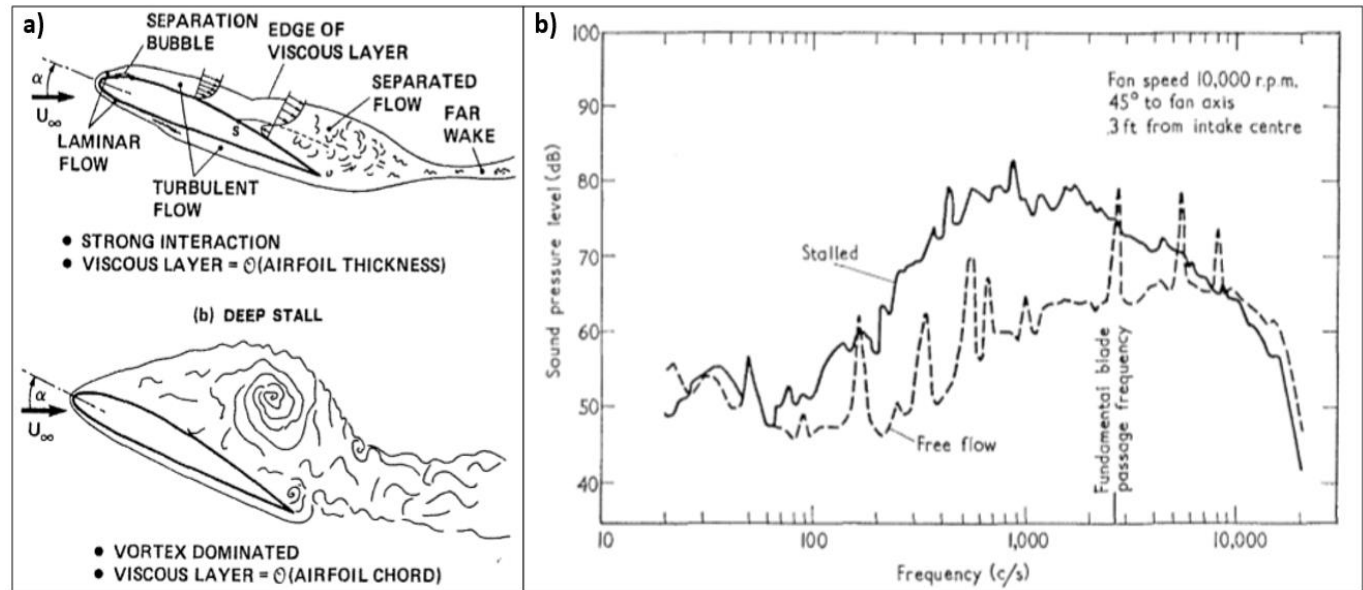 a)
SEPARATION
BUBBLE
EDGE OF
VISCOUS LAYER
SEPARATED
FLOW
FAR
WAKE
α
U∞
LAMINAR
FLOW
S
TURBULENT
FLOW
• STRONG INTERACTION
• VISCOUS LAYER = O(AIRFOIL THICKNESS)
(b) DEEP STALL
α
U∞
• VORTEX DOMINATED
• VISCOUS LAYER = O(AIRFOIL CHORD)
b)
100
90
80
70
60
50
40
Sound pressure level (dB)
Fan speed 10,000 r.p.m.
45° to fan axis
3 ft from intake centre
Stalled
Free flow
Fundamental blade
passage frequency
10
100
1,000
10,000
Frequency (c/s)